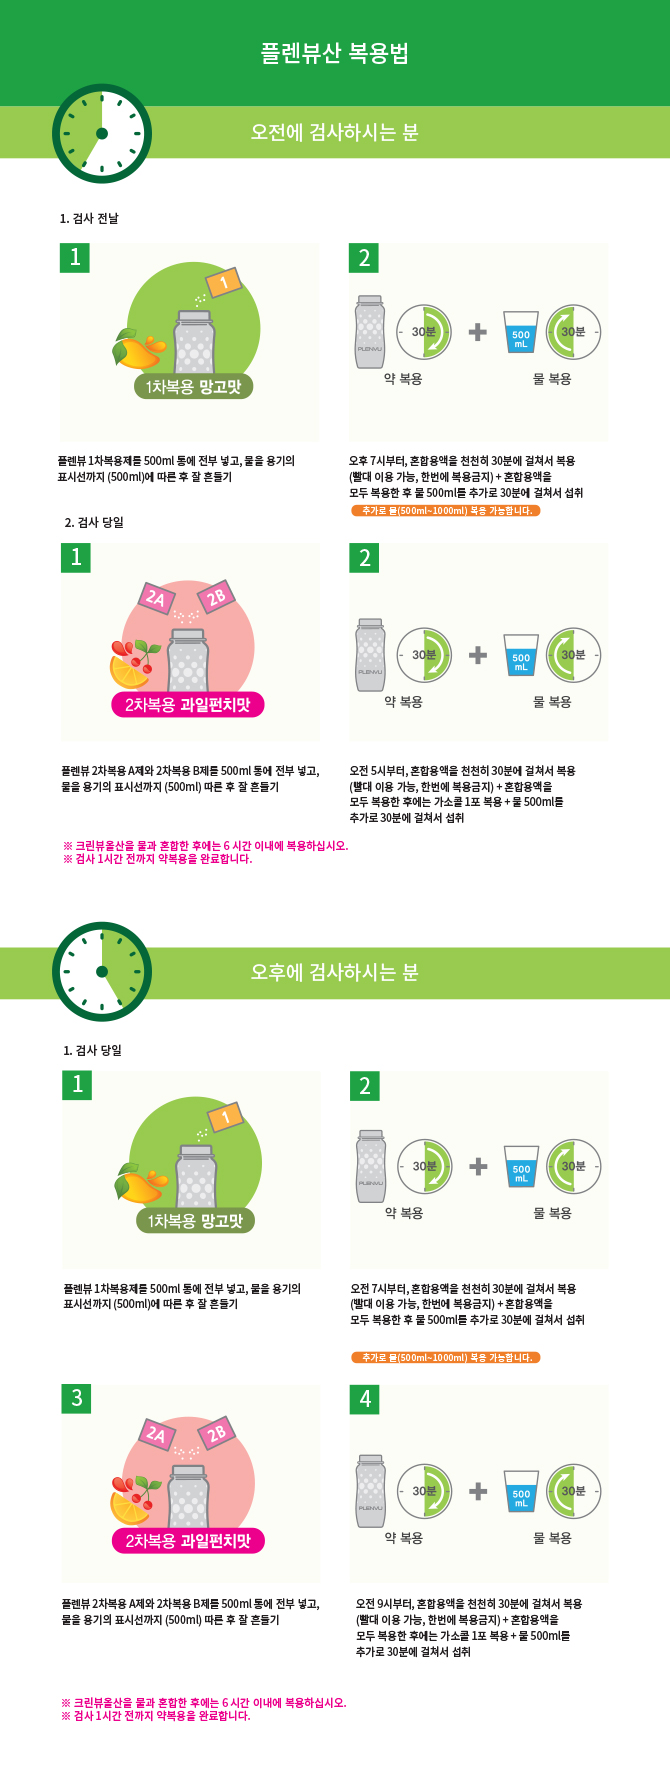 플렌뷰산 복용법
오전에 검사하시는 분
1. 검사 전날
1
1
1차복용 망고맛
2
PLENVU
30분
500
mL
30분
약 복용
물 복용
플렌뷰 1차복용제를 500ml 통에 전부 넣고, 물을 용기의
표시선까지 (500ml)에 따른 후 잘 흔들기
오후 7시부터, 혼합용액을 천천히 30분에 걸쳐서 복용
(빨대 이용 가능, 한번에 복용금지) + 혼합용액을
모두 복용한 후 물 500ml를 추가로 30분에 걸쳐서 섭취
추가로 물(500ml~1000ml) 복용 가능합니다.
2. 검사 당일
1
2A
2B
2차복용 과일펀치맛
2
PLENVU
30분
500
mL
30분
약 복용
물 복용
플렌뷰 2차복용 A제와 2차복용 B제를 500ml 통에 전부 넣고,
물을 용기의 표시선까지 (500ml) 따른 후 잘 흔들기
오전 5시부터, 혼합용액을 천천히 30분에 걸쳐서 복용
(빨대 이용 가능, 한번에 복용금지) + 혼합용액을
모두 복용한 후에는 가소콜 1포 복용 + 물 500ml를
추가로 30분에 걸쳐서 섭취
※ 크린뷰올산을 물과 혼합한 후에는 6 시간 이내에 복용하십시오.
※ 검사 1시간 전까지 약복용을 완료합니다.
오후에 검사하시는 분
1. 검사 당일
1
1
1차복용 망고맛
2
PLENVU
30분
500
mL
30분
약 복용
물 복용
플렌뷰 1차복용제를 500ml 통에 전부 넣고, 물을 용기의
표시선까지 (500ml)에 따른 후 잘 흔들기
오전 7시부터, 혼합용액을 천천히 30분에 걸쳐서 복용
(빨대 이용 가능, 한번에 복용금지) + 혼합용액을
모두 복용한 후 물 500ml를 추가로 30분에 걸쳐서 섭취
추가로 물(500ml~1000ml) 복용 가능합니다.
3
2A
2B
2차복용 과일펀치맛
4
PLENVU
30분
500
mL
30분
약 복용
물 복용
플렌뷰 2차복용 A제와 2차복용 B제를 500ml 통에 전부 넣고,
물을 용기의 표시선까지 (500ml) 따른 후 잘 흔들기
오전 9시부터, 혼합용액을 천천히 30분에 걸쳐서 복용
(빨대 이용 가능, 한번에 복용금지) + 혼합용액을
모두 복용한 후에는 가소콜 1포 복용 + 물 500ml를
추가로 30분에 걸쳐서 섭취
※ 크린뷰올산을 물과 혼합한 후에는 6 시간 이내에 복용하십시오.
※ 검사 1시간 전까지 약복용을 완료합니다.